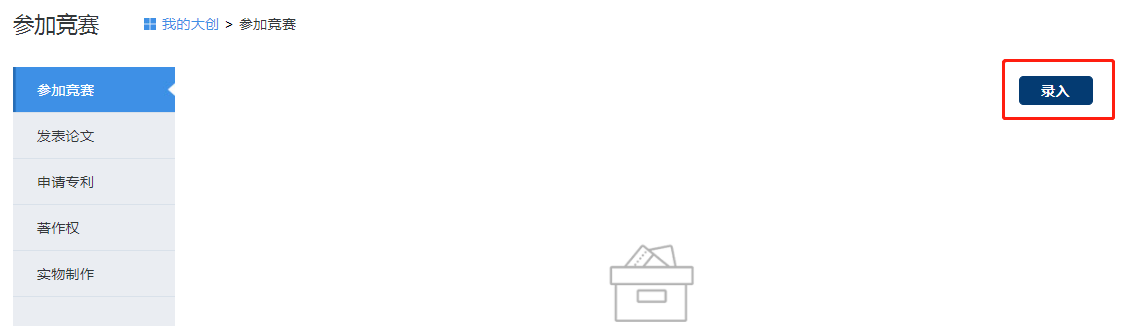 参加竞赛
我的大创 > 参加竞赛
参加竞赛
录入
发表论文
申请专利
著作权
实物制作